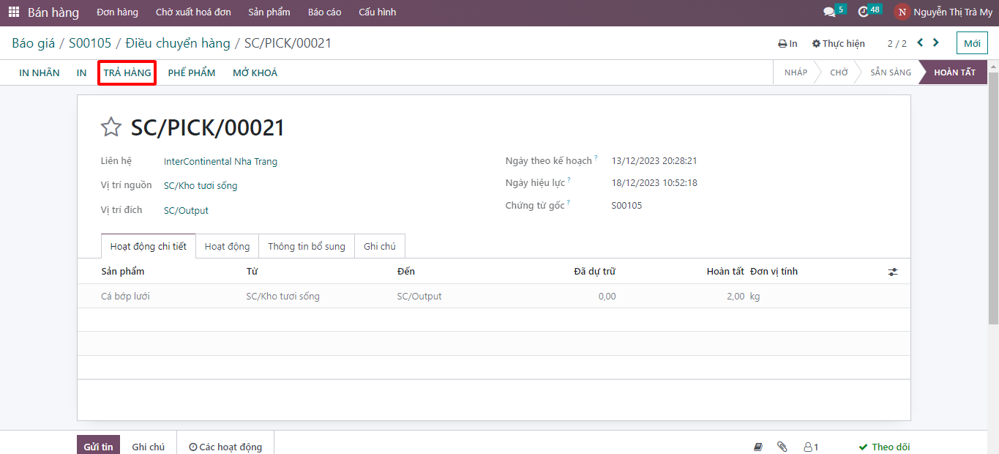 Bán hàng Đơn hàng Chờ xuất hoá đơn Sản phẩm Báo cáo Cấu hình 5 48 N Nguyễn Thị Trà My
Báo giá / S00105 / Điều chuyển hàng / SC/PICK/00021 In Thực hiện 2 / 2 Mới
IN NHÃN IN TRẢ HÀNG PHẾ PHẨM MỞ KHOÁ NHÁP CHỜ SẴN SÀNG HOÀN TẤT
SC/PICK/00021
Liên hệ InterContinental Nha Trang Ngày theo kế hoạch ? 13/12/2023 20:28:21
Vị trí nguồn SC/Kho tươi sống Ngày hiệu lực ? 18/12/2023 10:52:18
Vị trí đích SC/Output Chứng từ gốc ? S00105
Hoạt động chi tiết Hoạt động Thông tin bổ sung Ghi chú
Sản phẩm Từ Đến Đã dự trữ Hoàn tất Đơn vị tính
Cá bớp lưới SC/Kho tươi sống SC/Output 0,00 2,00 kg
Gửi tin Ghi chú Các hoạt động 1 Theo dõi